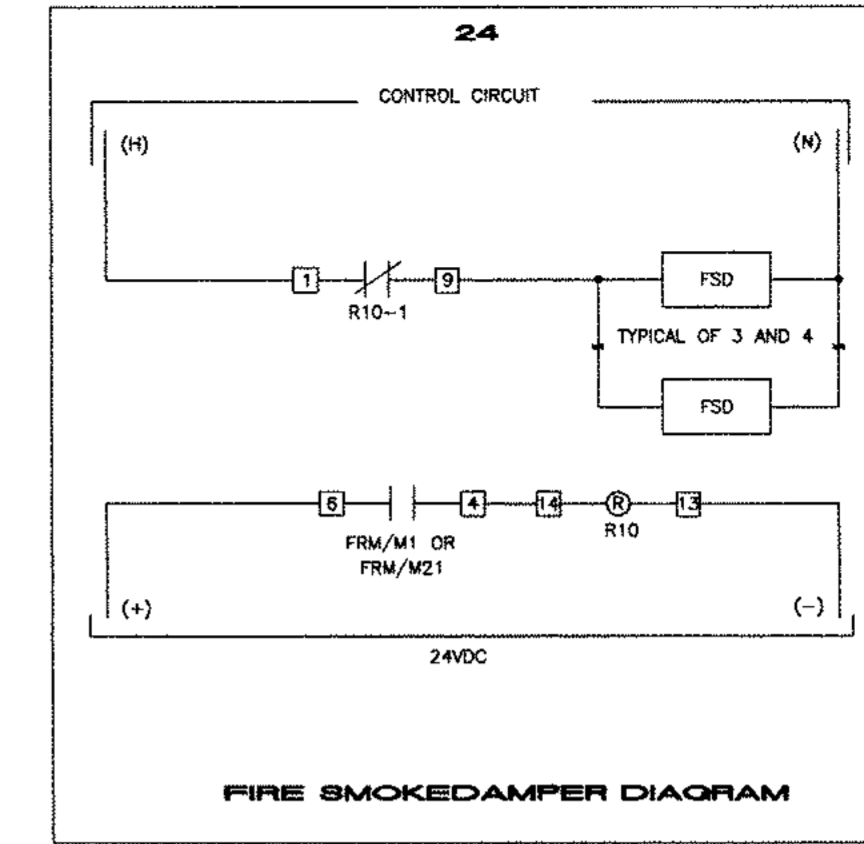 24
CONTROL CIRCUIT
(H)
(N)
1
9
FSD
R10-1
TYPICAL OF 3 AND 4
FSD
6
4
14
R
13
FRM/M1 OR
FRM/M21
R10
(+)
(-)
24VDC
FIRE SMOKEDAMPER DIAGRAM